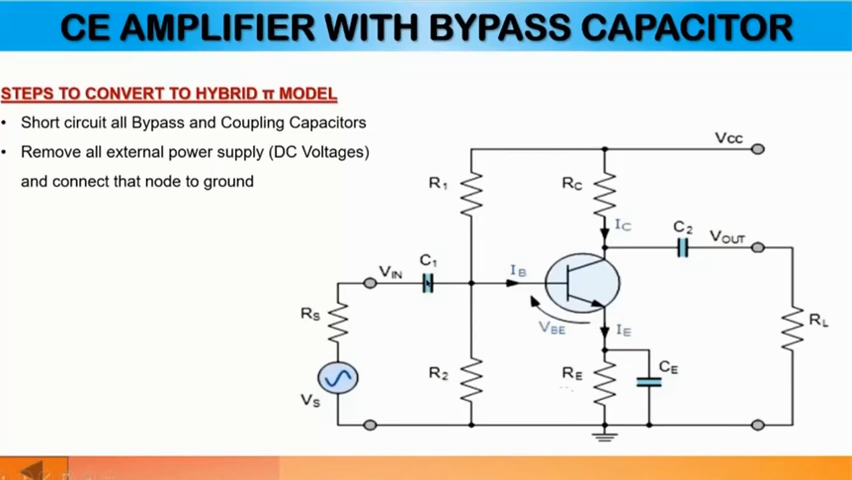 CE AMPLIFIER WITH BYPASS CAPACITOR
STEPS TO CONVERT TO HYBRID π MODEL
• Short circuit all Bypass and Coupling Capacitors
• Remove all external power supply (DC Voltages)
and connect that node to ground
Vcc
R1
RC
IC
C2
VOUT
C1
VIN
IB
RS
VBE
IE
RL
R2
RE
CE
VS